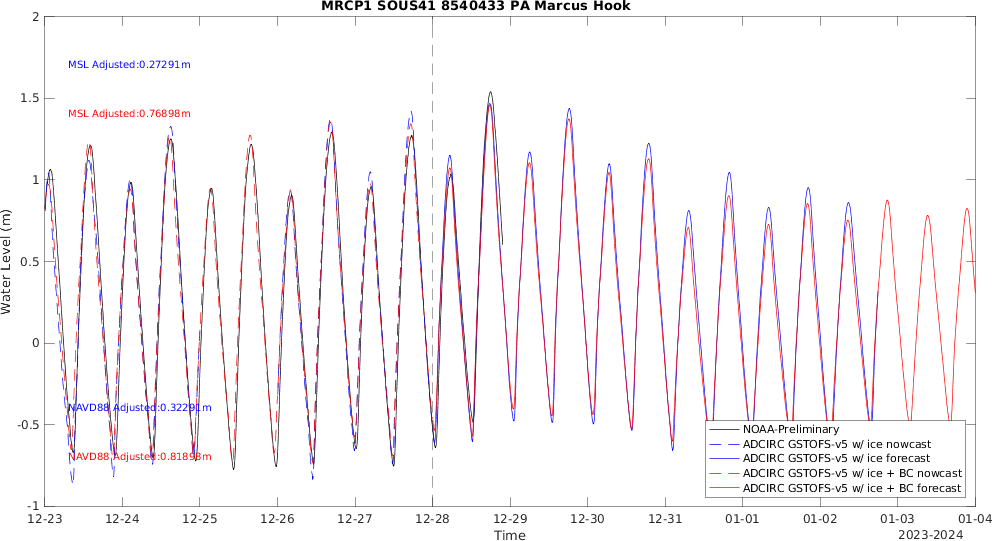 MRCP1 SOUS41 8540433 PA Marcus Hook
2
1.5
1
0.5
0
-0.5
-1
Water Level (m)
MSL Adjusted:0.27291m
MSL Adjusted:0.76898m
NAVD88 Adjusted:0.32291m
NAVD88 Adjusted:0.81898m
NOAA-Preliminary
ADCIRC GSTOFS-v5 w/ ice nowcast
ADCIRC GSTOFS-v5 w/ ice forecast
ADCIRC GSTOFS-v5 w/ ice + BC nowcast
ADCIRC GSTOFS-v5 w/ ice + BC forecast
12-23 12-24 12-25 12-26 12-27 12-28 12-29 12-30 12-31 01-01 01-02 01-03 01-04
Time
2023-2024